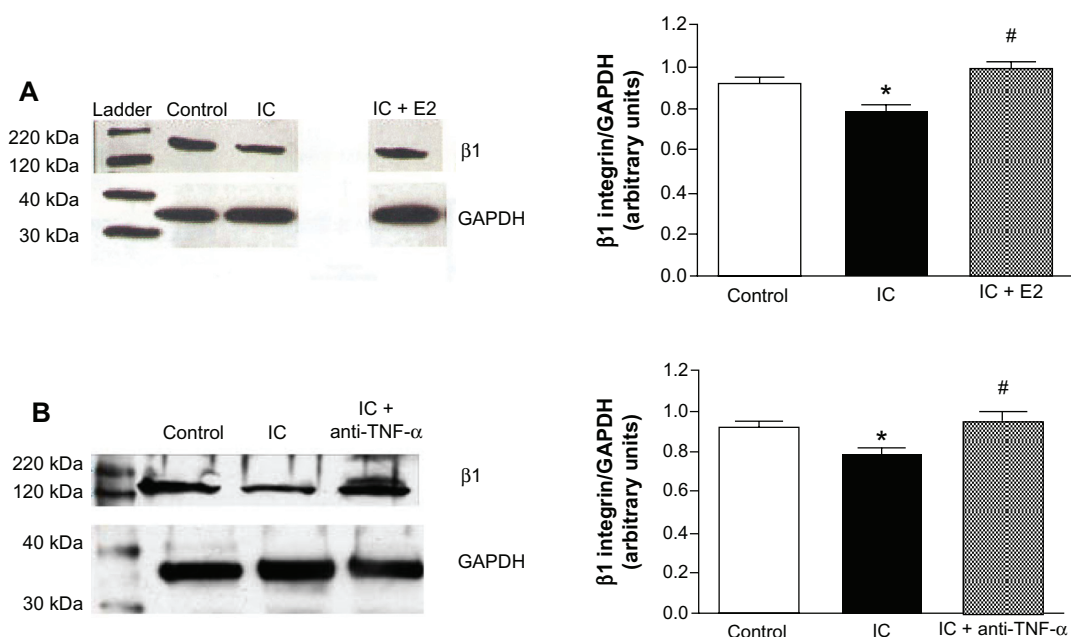 A
Ladder Control IC IC + E2
220 kDa
120 kDa
β1
40 kDa
30 kDa
GAPDH
β1 integrin/GAPDH
(arbitrary units)
1.2
1.0
0.8
0.6
0.4
0.2
0.0
*
#
Control IC IC + E2
B
Control IC IC +
anti-TNF-α
220 kDa
120 kDa
β1
40 kDa
30 kDa
GAPDH
β1 integrin/GAPDH
(arbitrary units)
1.2
1.0
0.8
0.6
0.4
0.2
0.0
*
#
Control IC IC + anti-TNF-α